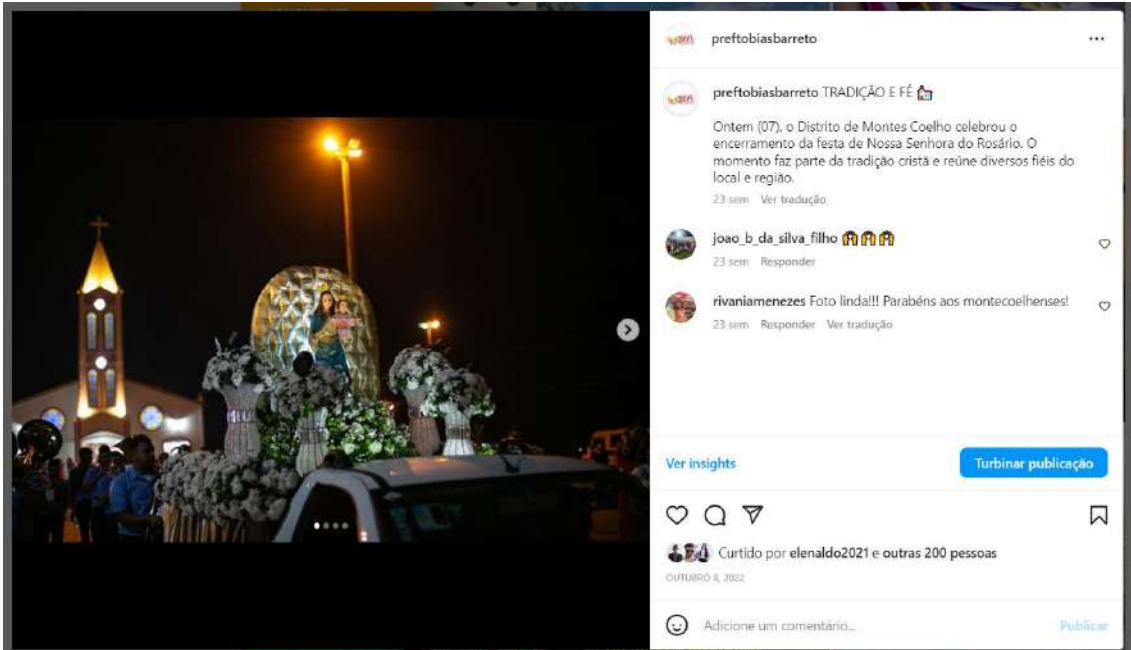 preftobiasbarreto
preftobiasbarreto TRADIÇÃO E FÉ
Ontem (07), o Distrito de Montes Coelho celebrou o
encerramento da festa de Nossa Senhora do Rosário. O
momento faz parte da tradição cristã e reúne diversos fiéis do
local e região.
23 sem Ver tradução
joao_b_da_silva_filho
23 sem Responder
rivaniamenezes Foto linda!!! Parabéns aos montecoelhenses!
23 sem Responder Ver tradução
Ver insights
Turbinar publicação
Curtido por elenaldo2021 e outras 200 pessoas
OUTUBRO 8, 2022
Adicione um comentário...
Publicar